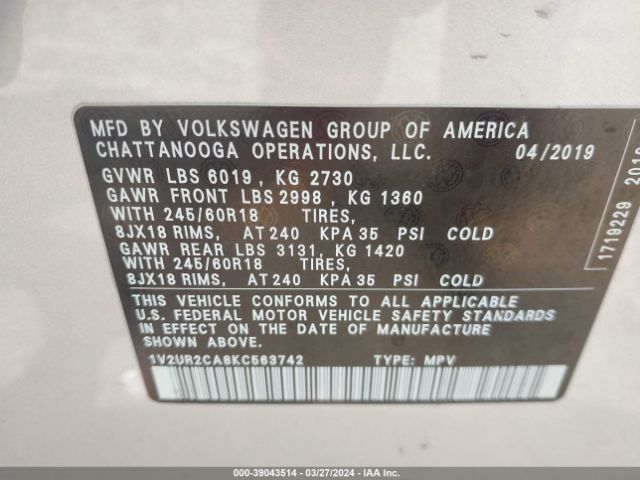 MFD BY VOLKSWAGEN GROUP OF AMERICA
CHATTANOOGA OPERATIONS, LLC. 04/2019
GVWR LBS 6019, KG 2730
GAWR FRONT LBS 2998, KG 1360
WITH 245/60R18 TIRES,
8JX18 RIMS, AT 240 KPA 35 PSI COLD
GAWR REAR LBS 3131, KG 1420
WITH 245/60R18 TIRES,
8JX18 RIMS, AT 240 KPA 35 PSI COLD
THIS VEHICLE CONFORMS TO ALL APPLICABLE
U.S. FEDERAL MOTOR VEHICLE SAFETY STANDARDS
IN EFFECT ON THE DATE OF MANUFACTURE
SHOWN ABOVE.
1V2UR2CA8KC563742 TYPE: MPV
1719229
000-39043514 - 03/27/2024 - IAA Inc.